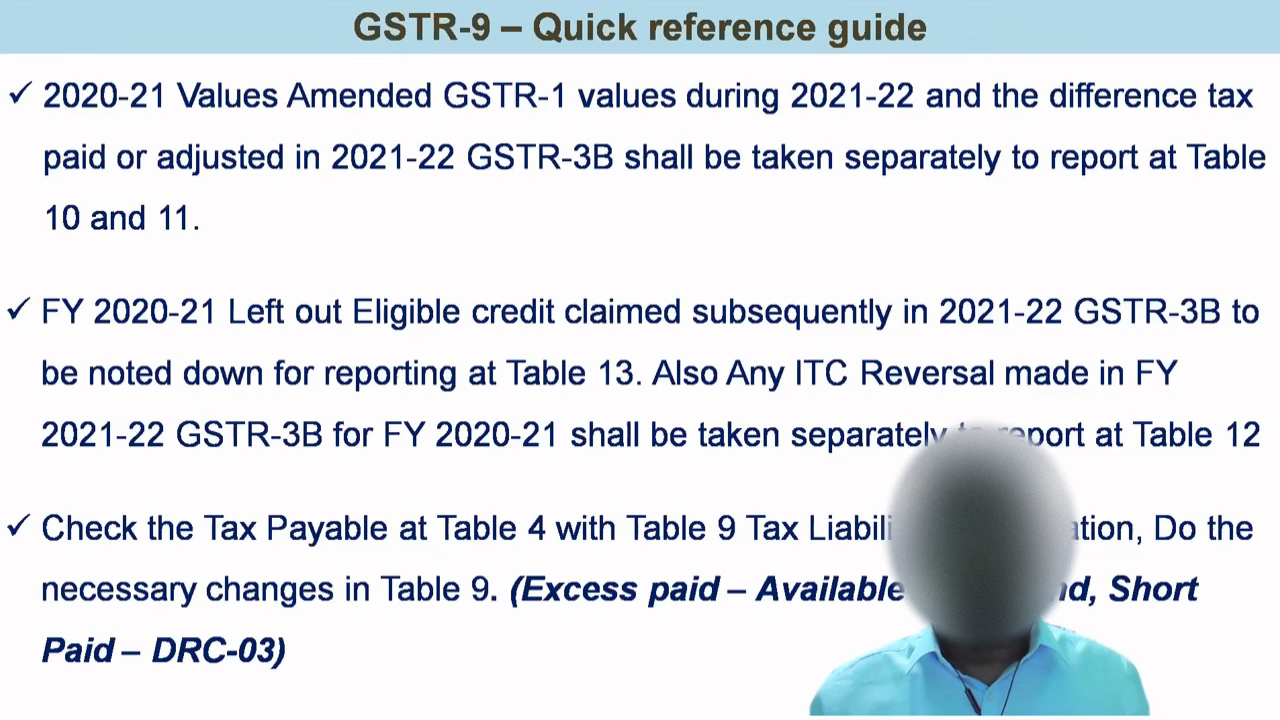 GSTR-9 – Quick reference guide
✓ 2020-21 Values Amended GSTR-1 values during 2021-22 and the difference tax
paid or adjusted in 2021-22 GSTR-3B shall be taken separately to report at Table
10 and 11.
✓ FY 2020-21 Left out Eligible credit claimed subsequently in 2021-22 GSTR-3B to
be noted down for reporting at Table 13. Also Any ITC Reversal made in FY
2021-22 GSTR-3B for FY 2020-21 shall be taken separately report at Table 12
✓ Check the Tax Payable at Table 4 with Table 9 Tax Do the
necessary changes in Table 9. (Excess paid – Available Short
Paid – DRC-03)